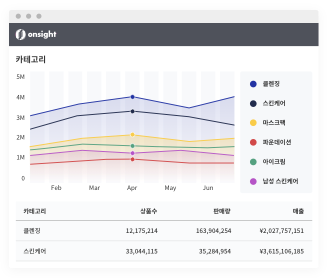 onsight
카테고리
5M
4M
3M
2M
1M
0
Feb Mar Apr May Jun
클렌징
스킨케어
마스크팩
파운데이션
아이크림
남성 스킨케어
카테고리 상품수 판매량 매출
클렌징 12,175,214 163,904,254 ¥2,027,757,151
스킨케어 33,044,115 35,284,954 ¥3,615,106,185